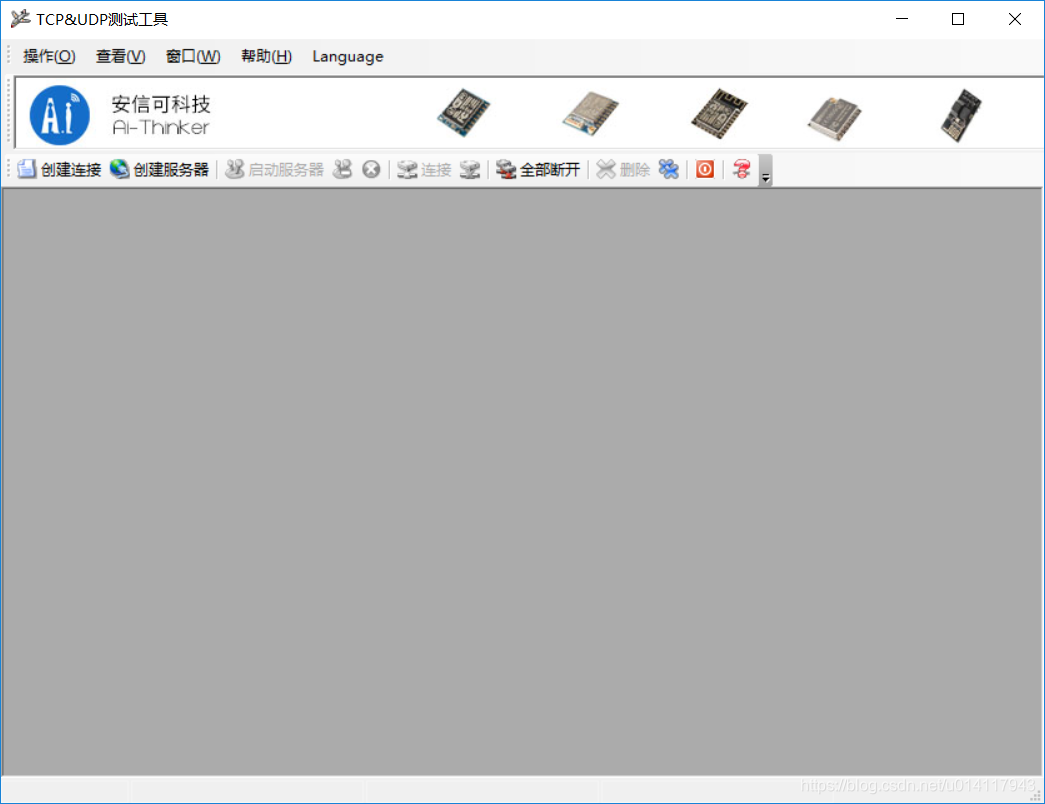 TCP&UDP测试工具
操作(O) 查看(V) 窗口(W) 帮助(H) Language
Ai 安信可科技
Ai-Thinker
创建连接 创建服务器 启动服务器 连接 全部断开 删除
https://blog.csdn.net/u014117943